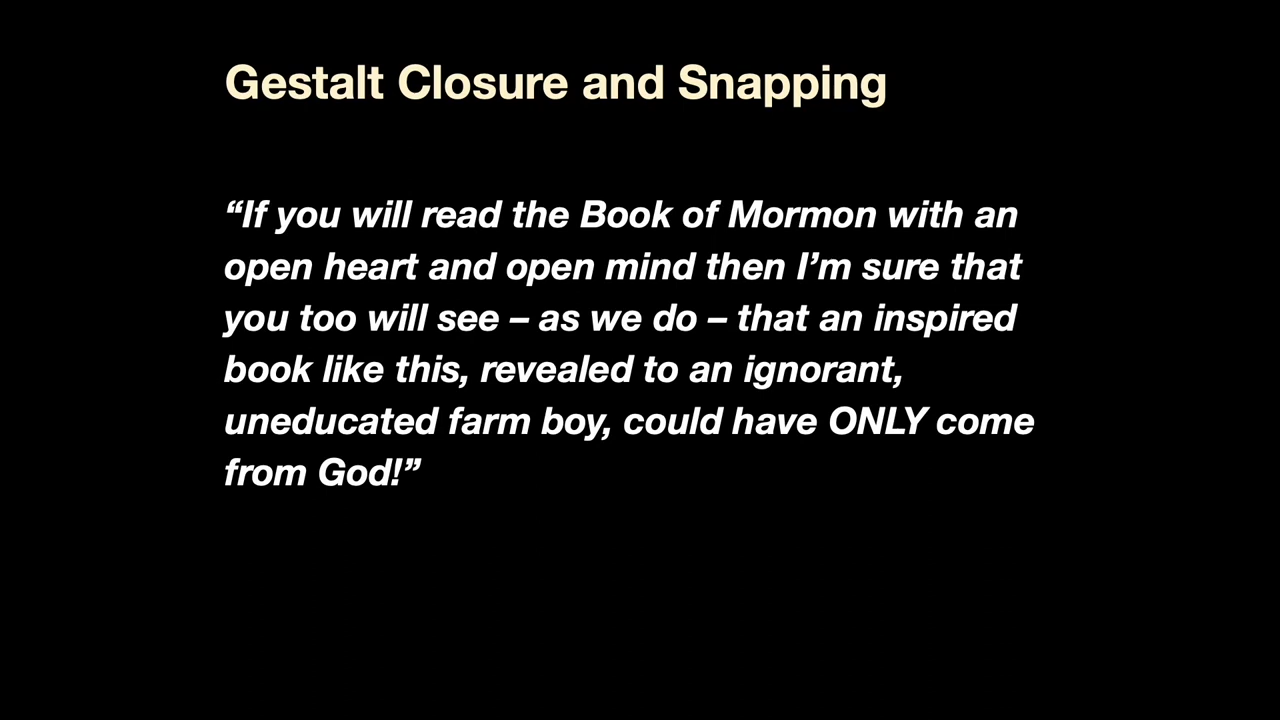 Gestalt Closure and Snapping
“If you will read the Book of Mormon with an
open heart and open mind then I’m sure that
you too will see – as we do – that an inspired
book like this, revealed to an ignorant,
uneducated farm boy, could have ONLY come
from God!”